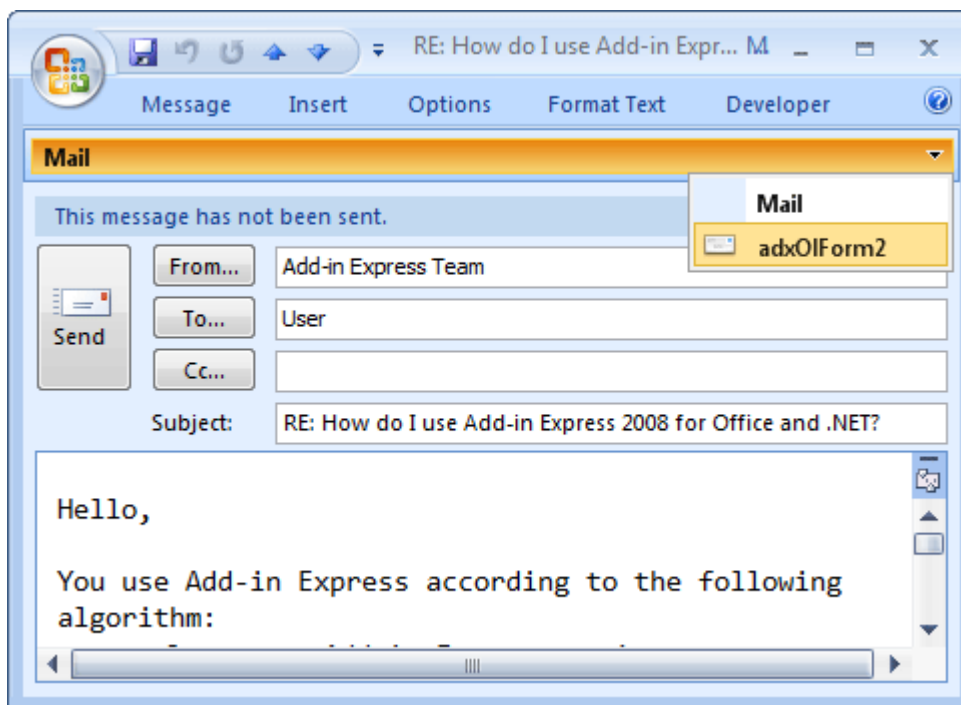 RE: How do I use Add-in Expr... M
Message Insert Options Format Text Developer
Mail
Mail
adxOlForm2
This message has not been sent.
From... Add-in Express Team
Send
To... User
Cc...
Subject: RE: How do I use Add-in Express 2008 for Office and .NET?
Hello,
You use Add-in Express according to the following
algorithm: